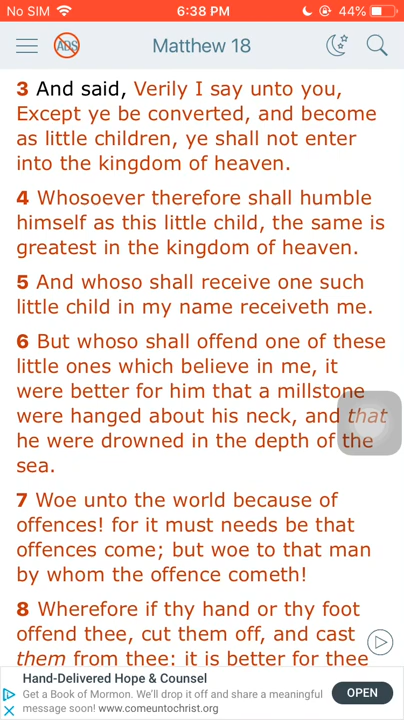 No SIM 6:38 PM 44%
ADS Matthew 18
3 And said, Verily I say unto you,
Except ye be converted, and become
as little children, ye shall not enter
into the kingdom of heaven.
4 Whosoever therefore shall humble
himself as this little child, the same is
greatest in the kingdom of heaven.
5 And whoso shall receive one such
little child in my name receiveth me.
6 But whoso shall offend one of these
little ones which believe in me, it
were better for him that a millstone
were hanged about his neck, and that
he were drowned in the depth of the
sea.
7 Woe unto the world because of
offences! for it must needs be that
offences come; but woe to that man
by whom the offence cometh!
8 Wherefore if thy hand or thy foot
offend thee, cut them off, and cast
them from thee: it is better for thee
Hand-Delivered Hope & Counsel
Get a Book of Mormon. We'll drop it off and share a meaningful
message soon! www.comeuntochrist.org
OPEN